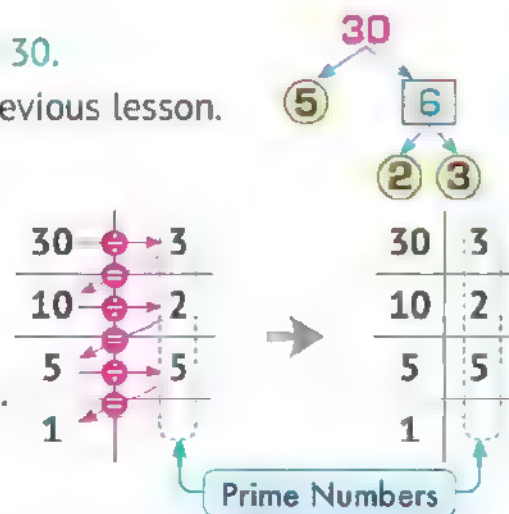 30
30.
5 6
evious lesson.
2 3
30 ÷ 3 30 3
=
10 ÷ 2 10 2
=
5 ÷ 5 5 5
=
.
1 1
Prime Numbers